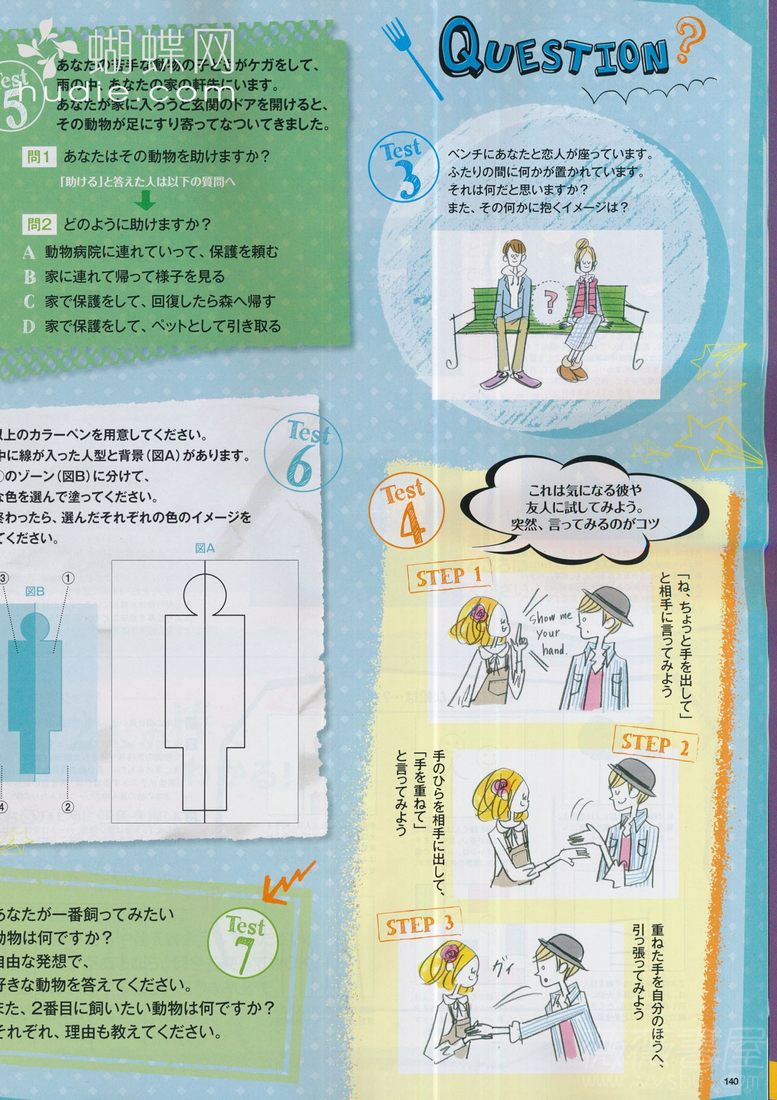 QUESTION?
Test 3
ベンチにあなたと恋人が座っています。
ふたりの間に何かが置かれています。
それは何だと思いますか？
また、その何かに抱くイメージは？
?
Test 4
これは気になる彼や
友人に試してみよう。
突然、言ってみるのがコツ
STEP 1
Show me
your
hand.
「ね、ちょっと手を出して」
と相手に言ってみよう
STEP 2
手のひらを相手に出して、
「手を重ねて」
と言ってみよう
STEP 3
グイ
重ねた手を自分のほうへ、
引っ張ってみよう
Test 5
蝴蝶网
hudie.com
があなたの苦手な動物の子どもがケガをして、
雨の中、あなたの家の軒先にいます。
あなたが家に入ろうと玄関のドアを開けると、
その動物が足にすり寄ってなついてきました。
問1 あなたはその動物を助けますか？
「助ける」と答えた人は以下の質問へ
問2 どのように助けますか？
A 動物病院に連れていって、保護を頼む
B 家に連れて帰って様子を見る
C 家で保護をして、回復したら森へ帰す
D 家で保護をして、ペットとして引き取る
Test 6
以上のカラーペンを用意してください。
中に線が入った人型と背景（図A）があります。
のゾーン（図B）に分けて、
な色を選んで塗ってください。
終わったら、選んだそれぞれの色のイメージを
てください。
図A
図B
③ ①
④ ②
Test 7
あなたが一番飼ってみたい
動物は何ですか？
自由な発想で、
好きな動物を答えてください。
また、2番目に飼いたい動物は何ですか？
それぞれ、理由も教えてください。
140